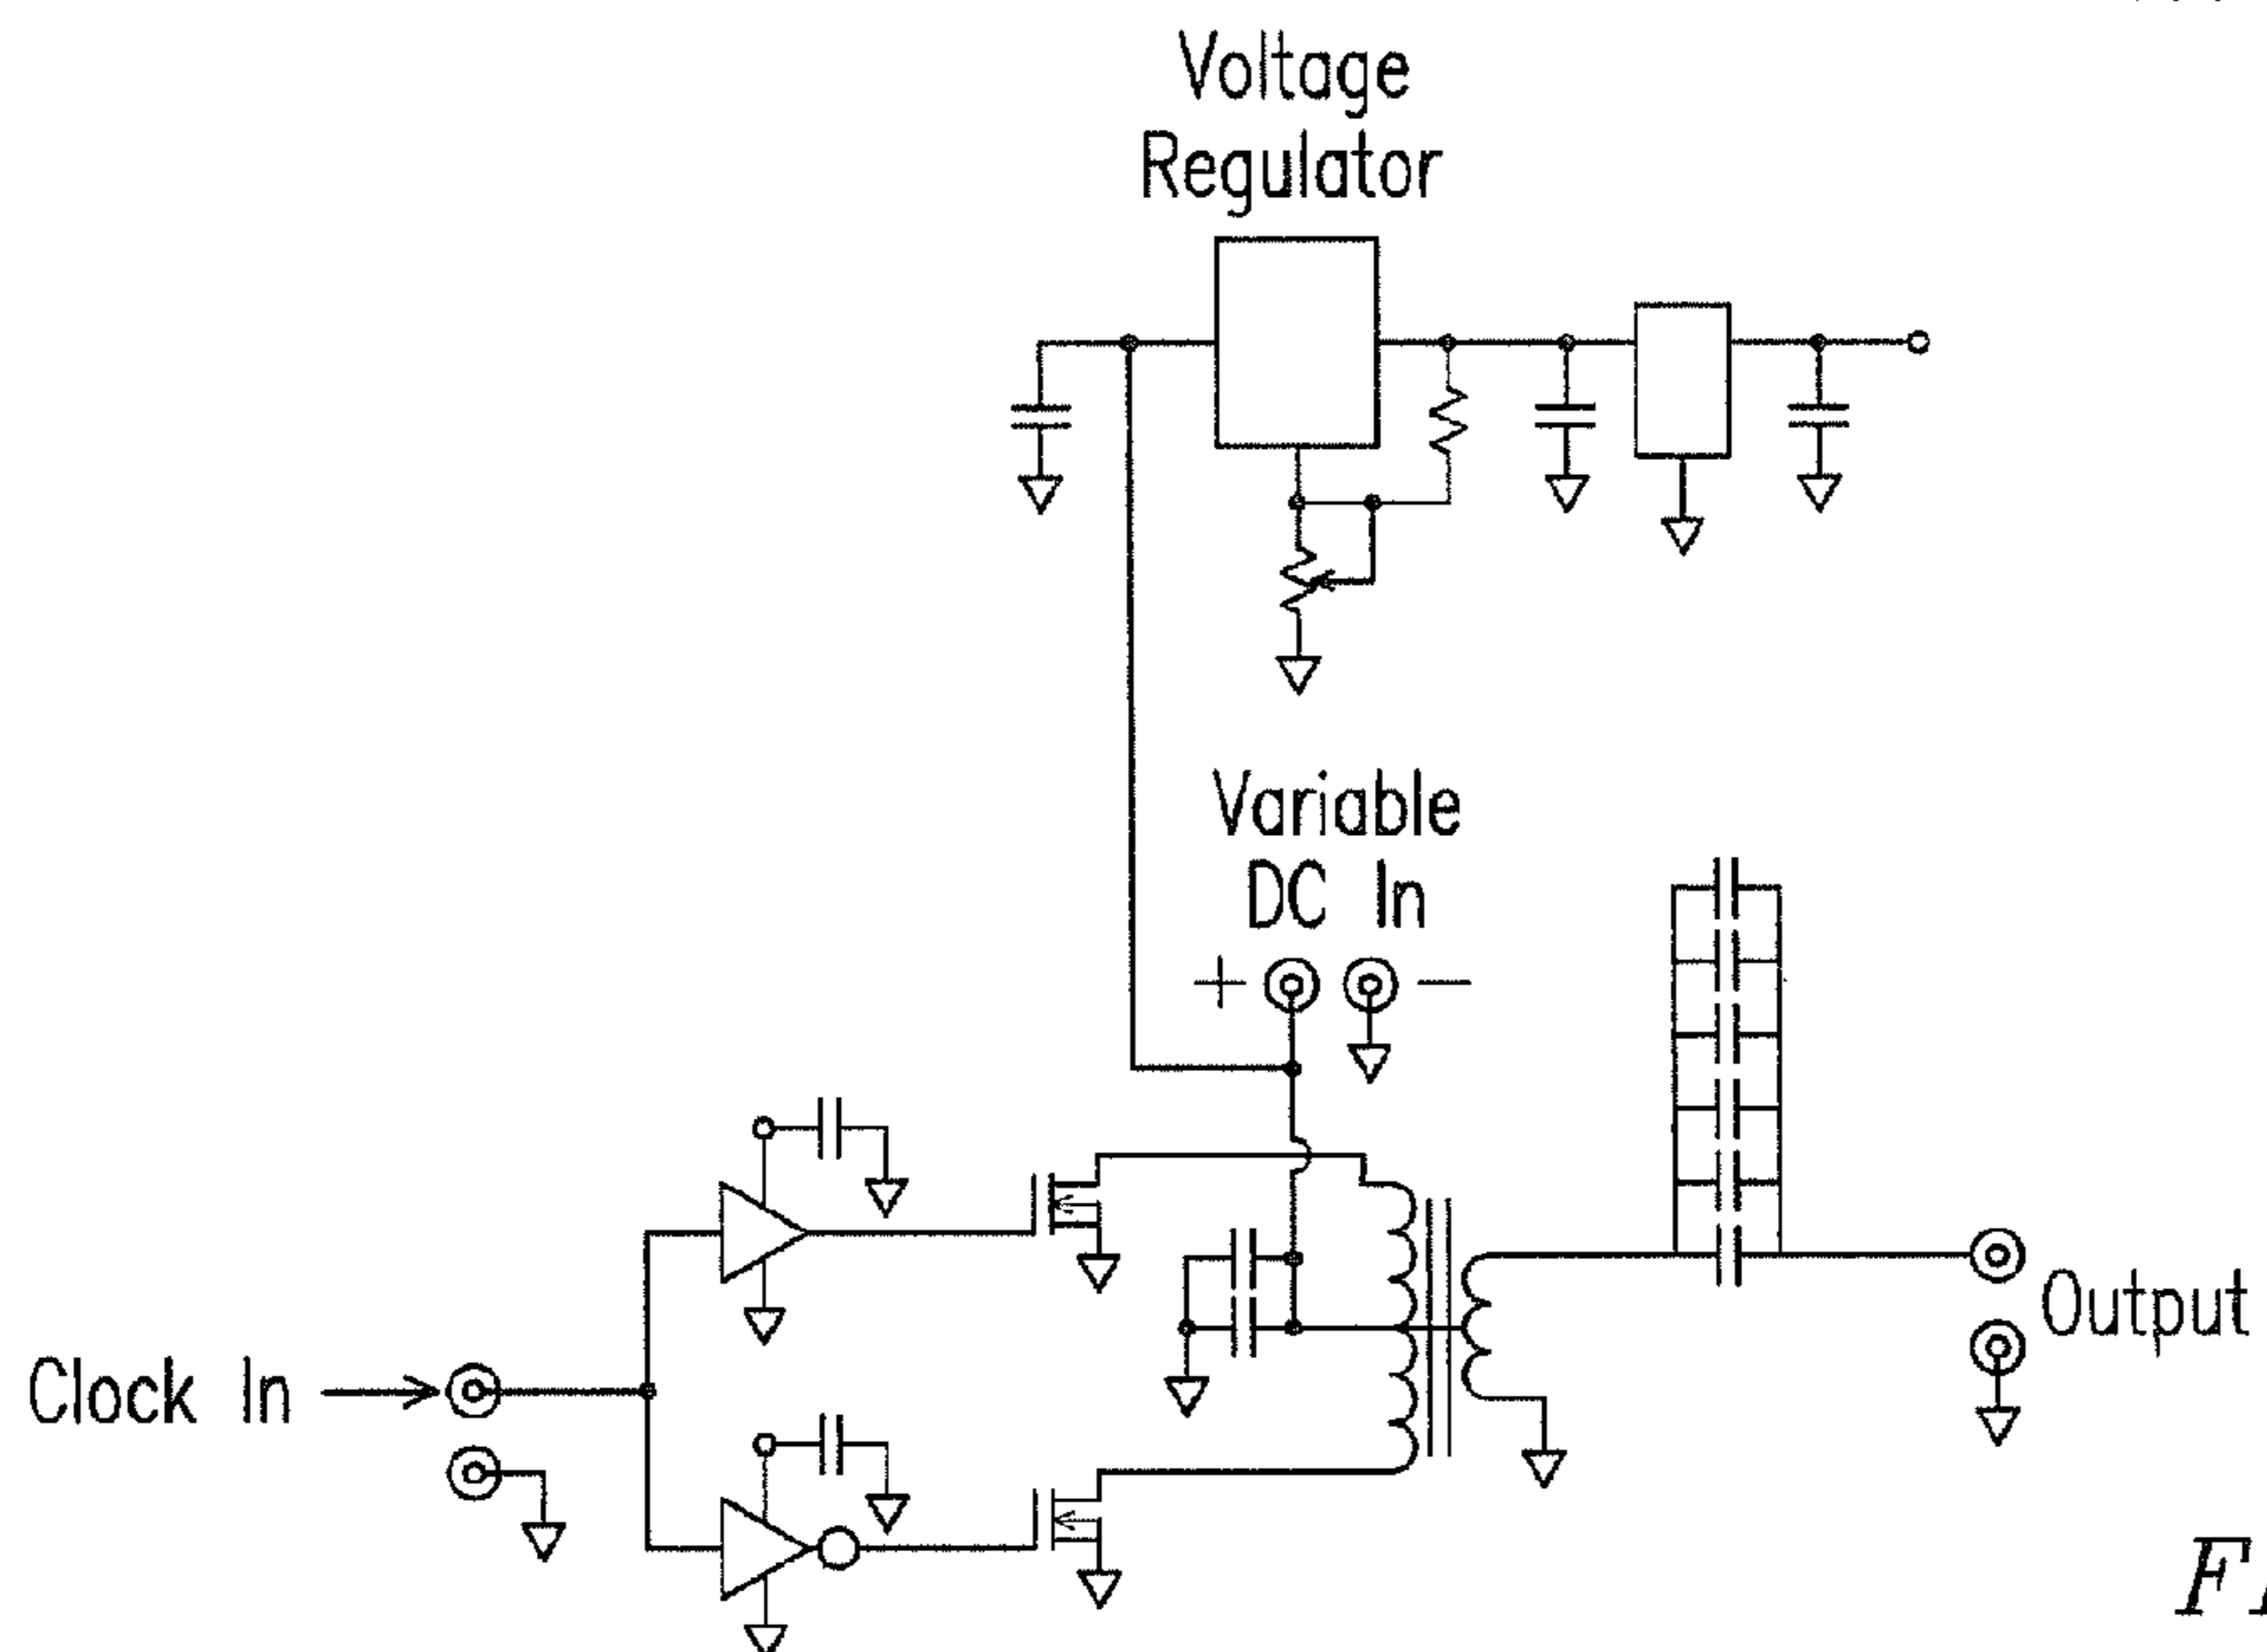 Voltage
Regulator
Variable
DC In
+ −
Clock In
Output